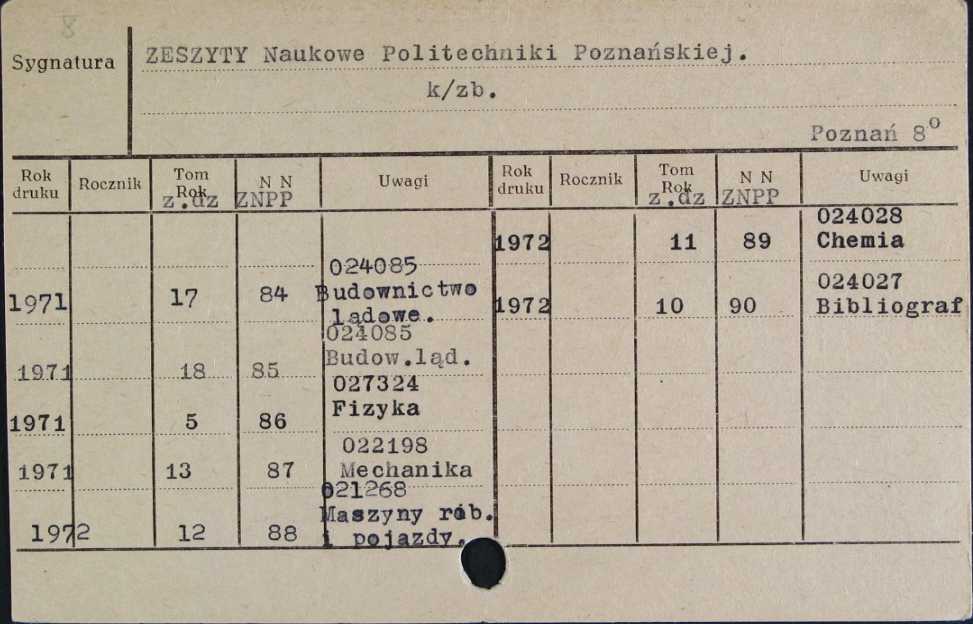 8
Sygnatura
ZESZYTY Naukowe Politechniki Poznańskiej.
k/zb.
Poznań 8º
Rok druku Rocznik Tom Rok N N Uwagi Rok druku Rocznik Tom Rok N N Uwagi
z.dz ZNPP z.dz ZNPP
024085
1971 17 84 Budownictwo
lądowe.
024085
Budow.ląd.
1971 18 85
027324
1971 5 86 Fizyka
022198
1971 13 87 Mechanika
021268
Maszyny rob.
1972 12 88 i pojazdy.
024028
1972 11 89 Chemia
024027
1972 10 90 Bibliograf